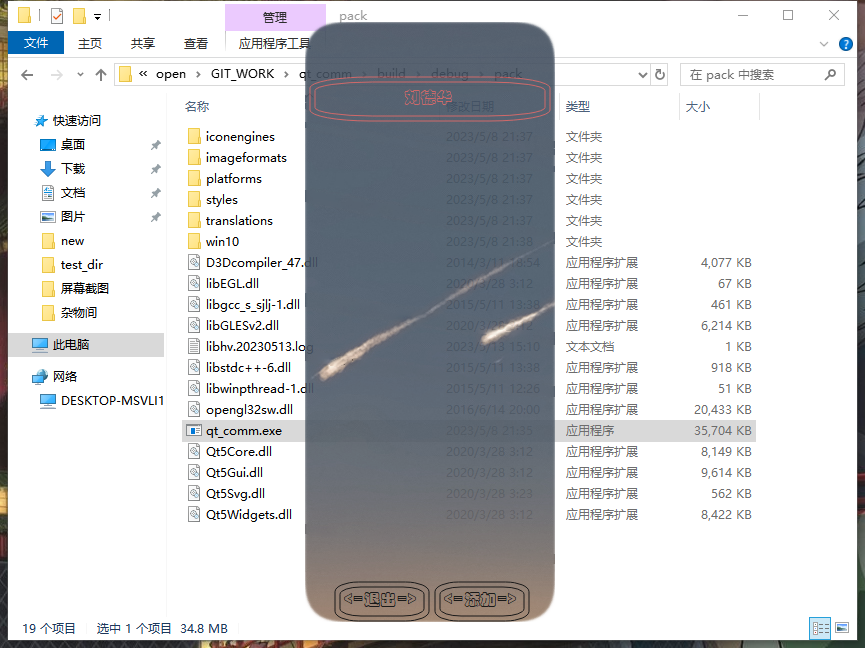 管理 pack
文件 主页 共享 查看 应用程序工具
« open › GIT_WORK › qt_comm › build › debug › pack
在 pack 中搜索
名称 修改日期 类型 大小
刘德华
快速访问
桌面
下载
文档
图片
new
test_dir
屏幕截图
杂物间
此电脑
网络
DESKTOP-MSVLI1
iconengines 2023/5/8 21:37 文件夹
imageformats 2023/5/8 21:37 文件夹
platforms 2023/5/8 21:37 文件夹
styles 2023/5/8 21:37 文件夹
translations 2023/5/8 21:37 文件夹
win10 2023/5/8 21:38 文件夹
D3Dcompiler_47.dll 应用程序扩展 4,077 KB
libEGL.dll 2020/3/28 3:12 应用程序扩展 67 KB
libgcc_s_sjlj-1.dll 2015/5/11 13:38 应用程序扩展 461 KB
libGLESv2.dll 应用程序扩展 6,214 KB
libhv.20230513.log 2023/5/13 15:10 文本文档 1 KB
libstdc++-6.dll 2015/5/11 13:38 应用程序扩展 918 KB
libwinpthread-1.dll 2015/5/11 12:26 应用程序扩展 51 KB
opengl32sw.dll 2016/6/14 20:00 应用程序扩展 20,433 KB
qt_comm.exe 2023/5/8 21:35 应用程序 35,704 KB
Qt5Core.dll 2020/3/28 3:12 应用程序扩展 8,149 KB
Qt5Gui.dll 2020/3/28 3:12 应用程序扩展 9,614 KB
Qt5Svg.dll 2020/3/28 3:23 应用程序扩展 562 KB
Qt5Widgets.dll 2020/3/28 3:12 应用程序扩展 8,422 KB
<=退出=> <=添加=>
19 个项目 选中 1 个项目 34.8 MB